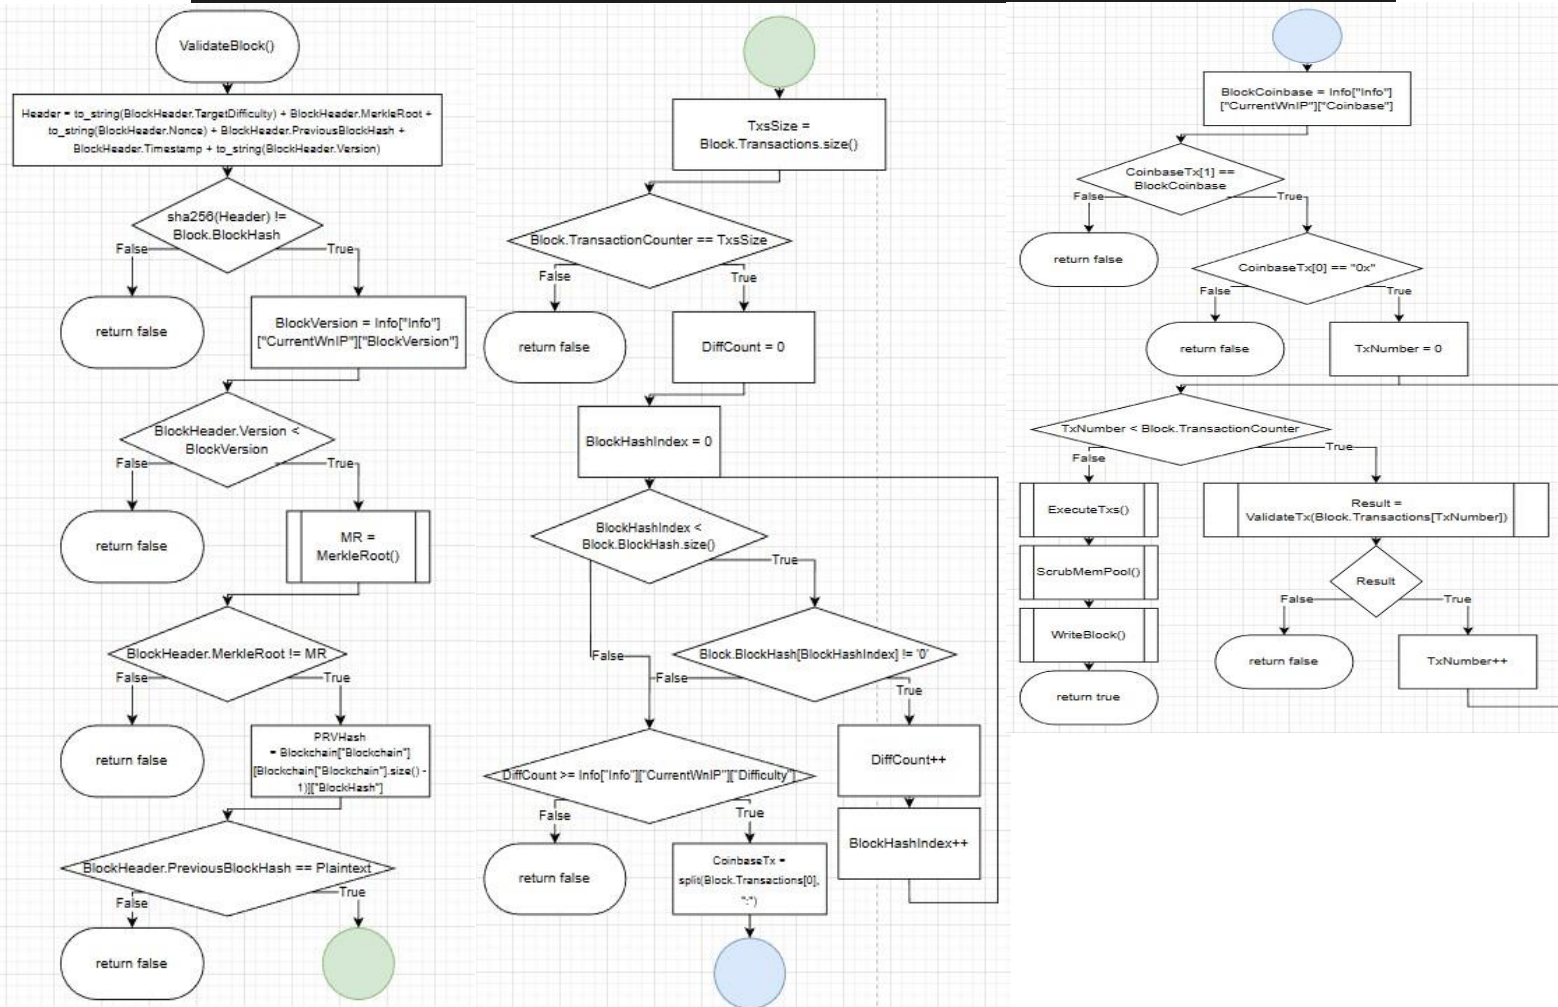 ValidateBlock()
Header = to_string(BlockHeader.TargetDifficulty) + BlockHeader.MerkleRoot +
to_string(BlockHeader.Nonce) + BlockHeader.PreviousBlockHash +
BlockHeader.Timestamp + to_string(BlockHeader.Version)
sha256(Header) !=
Block.BlockHash
False
True
return false
BlockVersion = Info["Info"]
["CurrentWnIP"]["BlockVersion"]
BlockHeader.Version <
BlockVersion
False
True
return false
MR =
MerkleRoot()
BlockHeader.MerkleRoot != MR
False
True
return false
PRVHash
= Blockchain["Blockchain"]
[Blockchain["Blockchain"].size() -
1)]["BlockHash"]
BlockHeader.PreviousBlockHash == Plaintext
False
True
return false
TxsSize =
Block.Transactions.size()
Block.TransactionCounter == TxsSize
False
True
return false
DiffCount = 0
BlockHashIndex = 0
BlockHashIndex <
Block.BlockHash.size()
True
False
Block.BlockHash[BlockHashIndex] != '0'
False
True
DiffCount++
BlockHashIndex++
DiffCount >= Info["Info"]["CurrentWnIP"]["Difficulty"]
False
True
return false
CoinbaseTx =
split(Block.Transactions[0],
":")
BlockCoinbase = Info["Info"]
["CurrentWnIP"]["Coinbase"]
CoinbaseTx[1] ==
BlockCoinbase
False
True
return false
CoinbaseTx[0] == "0x"
False
True
return false
TxNumber = 0
TxNumber < Block.TransactionCounter
False
True
ExecuteTxs()
ScrubMemPool()
WriteBlock()
return true
Result =
ValidateTx(Block.Transactions[TxNumber])
Result
False
True
return false
TxNumber++